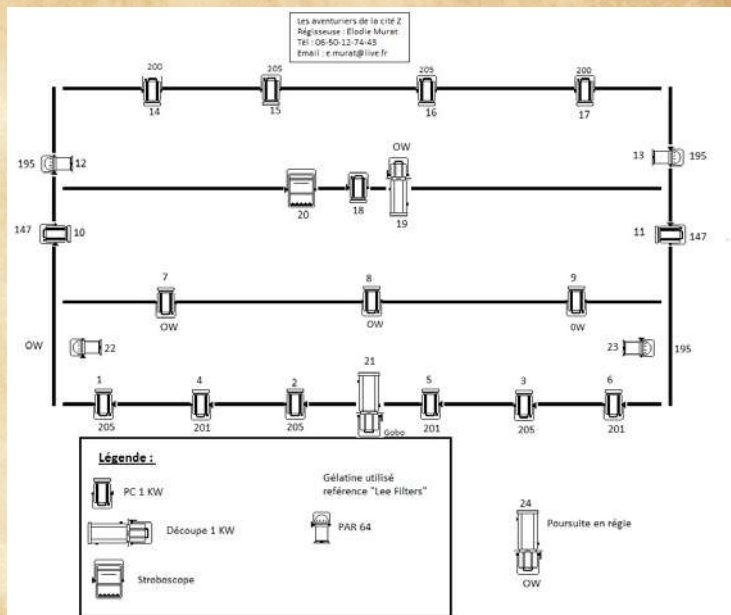 Les aventuriers de la cité Z
Régisseuse : Elodie Murat
Tél : 06-50-12-74-45
Email : e.murat@live.fr
200 205 205 200
14 15 16 17
195 12 OW 13 195
20 18 19
147 10 11 147
7 8 9
OW OW 0W
OW 22 21 23 195
1 4 2 5 3 6
205 201 205 Gobo 201 205 201
Légende :
PC 1 KW
Découpe 1 KW
Stroboscope
Gélatine utilisé
reférence "Lee Filters"
PAR 64
24
Poursuite en régie
OW